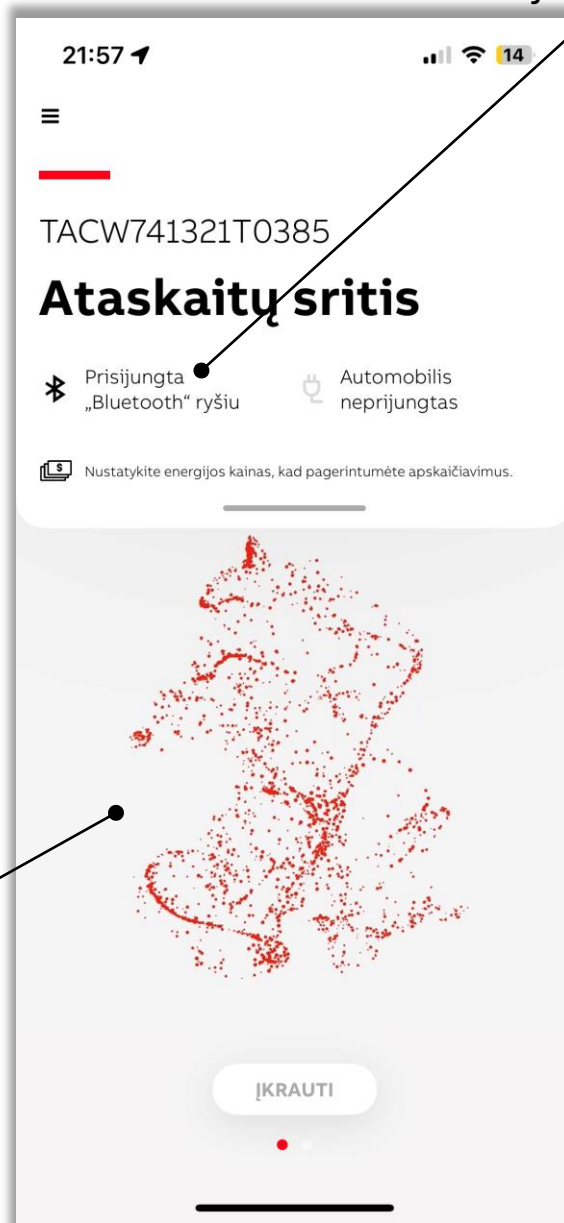 21:57
14
TACW741321T0385
Ataskaitų sritis
Prisijungta
„Bluetooth“ ryšiu
Automobilis
neprijungtas
$
Nustatykite energijos kainas, kad pagerintumėte apskaičiavimus.
ĮKRAUTI